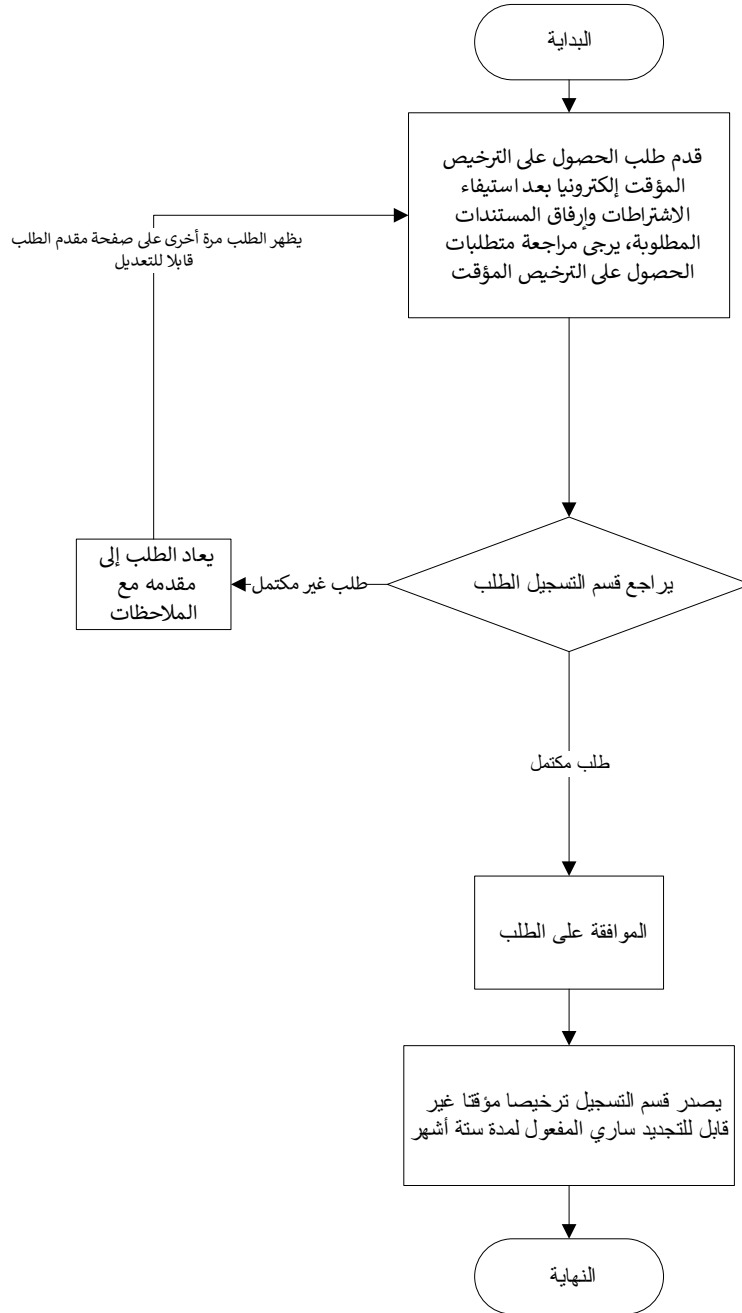 البداية
قدم طلب الحصول على الترخيص
المؤقت إلكترونيا بعد استيفاء
الاشتراطات وإرفاق المستندات
المطلوبة، يرجى مراجعة متطلبات
الحصول على الترخيص المؤقت
يظهر الطلب مرة أخرى على صفحة مقدم الطلب
قابلا للتعديل
يراجع قسم التسجيل الطلب
طلب غير مكتمل
يعاد الطلب إلى
مقدمه مع
الملاحظات
طلب مكتمل
الموافقة على الطلب
يصدر قسم التسجيل ترخيصا مؤقتا غير
قابل للتجديد ساري المفعول لمدة ستة أشهر
النهاية